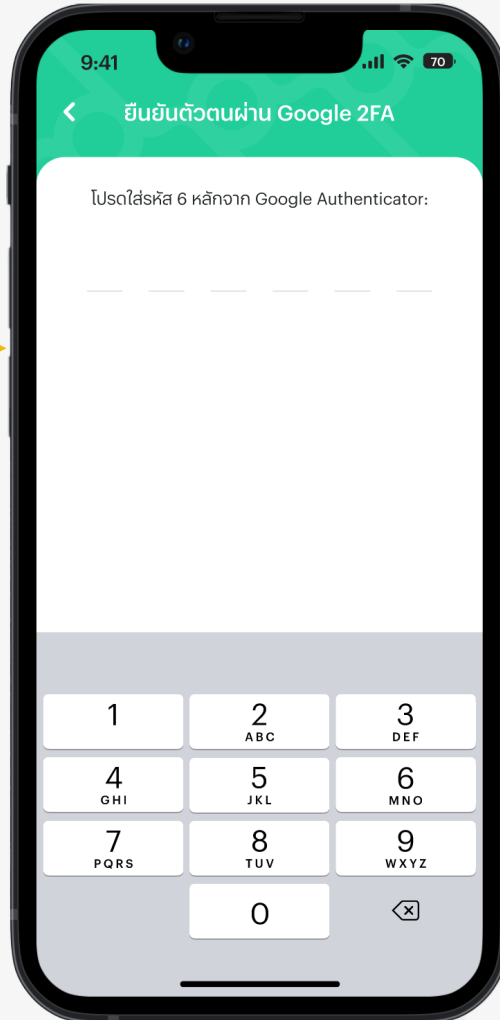 9:41
70
ยืนยันตัวตนผ่าน Google 2FA
โปรดใส่รหัส 6 หลักจาก Google Authenticator:
1
2
ABC
3
DEF
4
GHI
5
JKL
6
MNO
7
PQRS
8
TUV
9
WXYZ
0